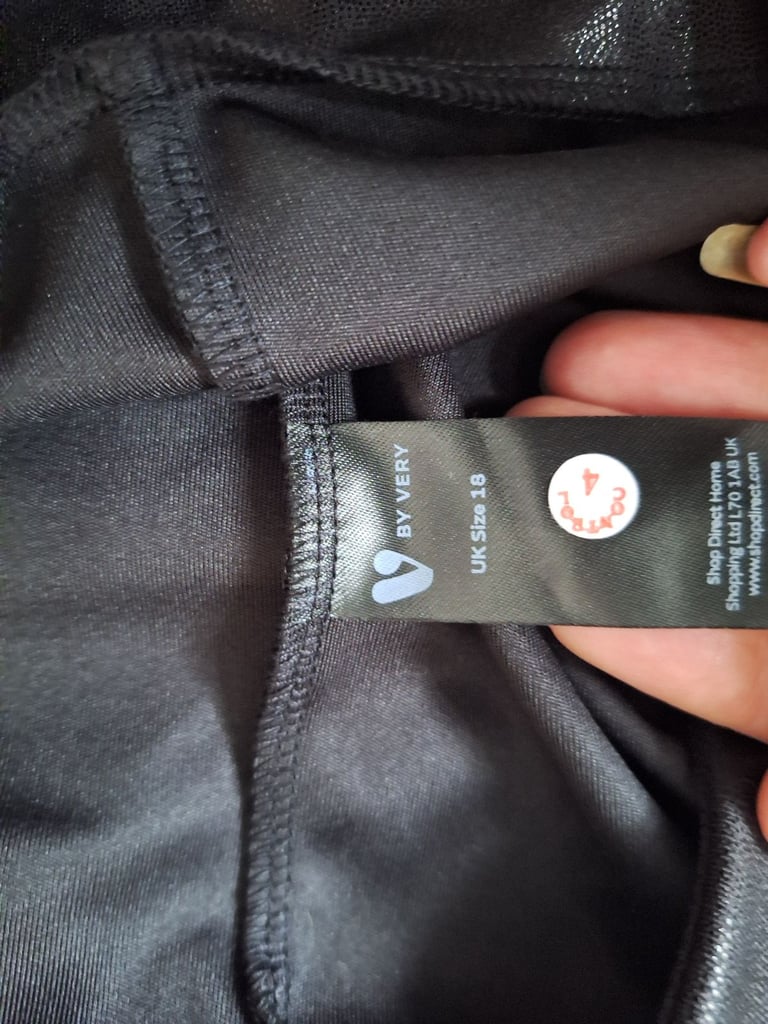 V BY VERY
UK Size 18
CONTROL
4
Shop Direct Home
Shopping Ltd L70 1AB UK
www.shopdirect.com